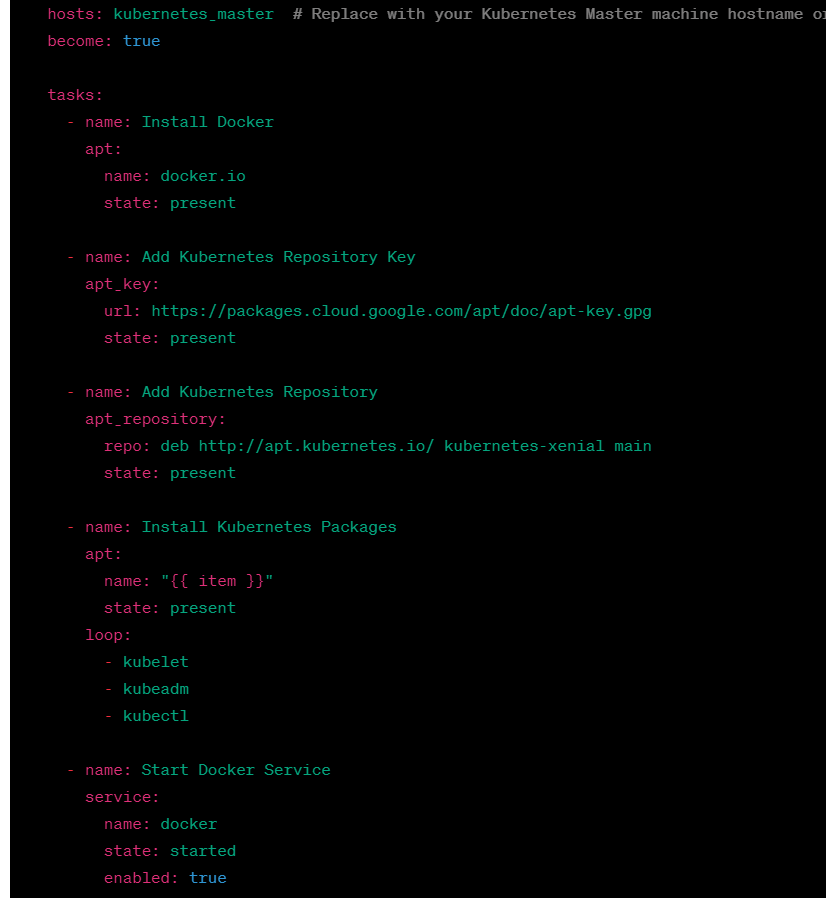 hosts: kubernetes_master  # Replace with your Kubernetes Master machine hostname or
become: true
tasks:
- name: Install Docker
apt:
name: docker.io
state: present
- name: Add Kubernetes Repository Key
apt_key:
url: https://packages.cloud.google.com/apt/doc/apt-key.gpg
state: present
- name: Add Kubernetes Repository
apt_repository:
repo: deb http://apt.kubernetes.io/ kubernetes-xenial main
state: present
- name: Install Kubernetes Packages
apt:
name: "{{ item }}"
state: present
loop:
- kubelet
- kubeadm
- kubectl
- name: Start Docker Service
service:
name: docker
state: started
enabled: true